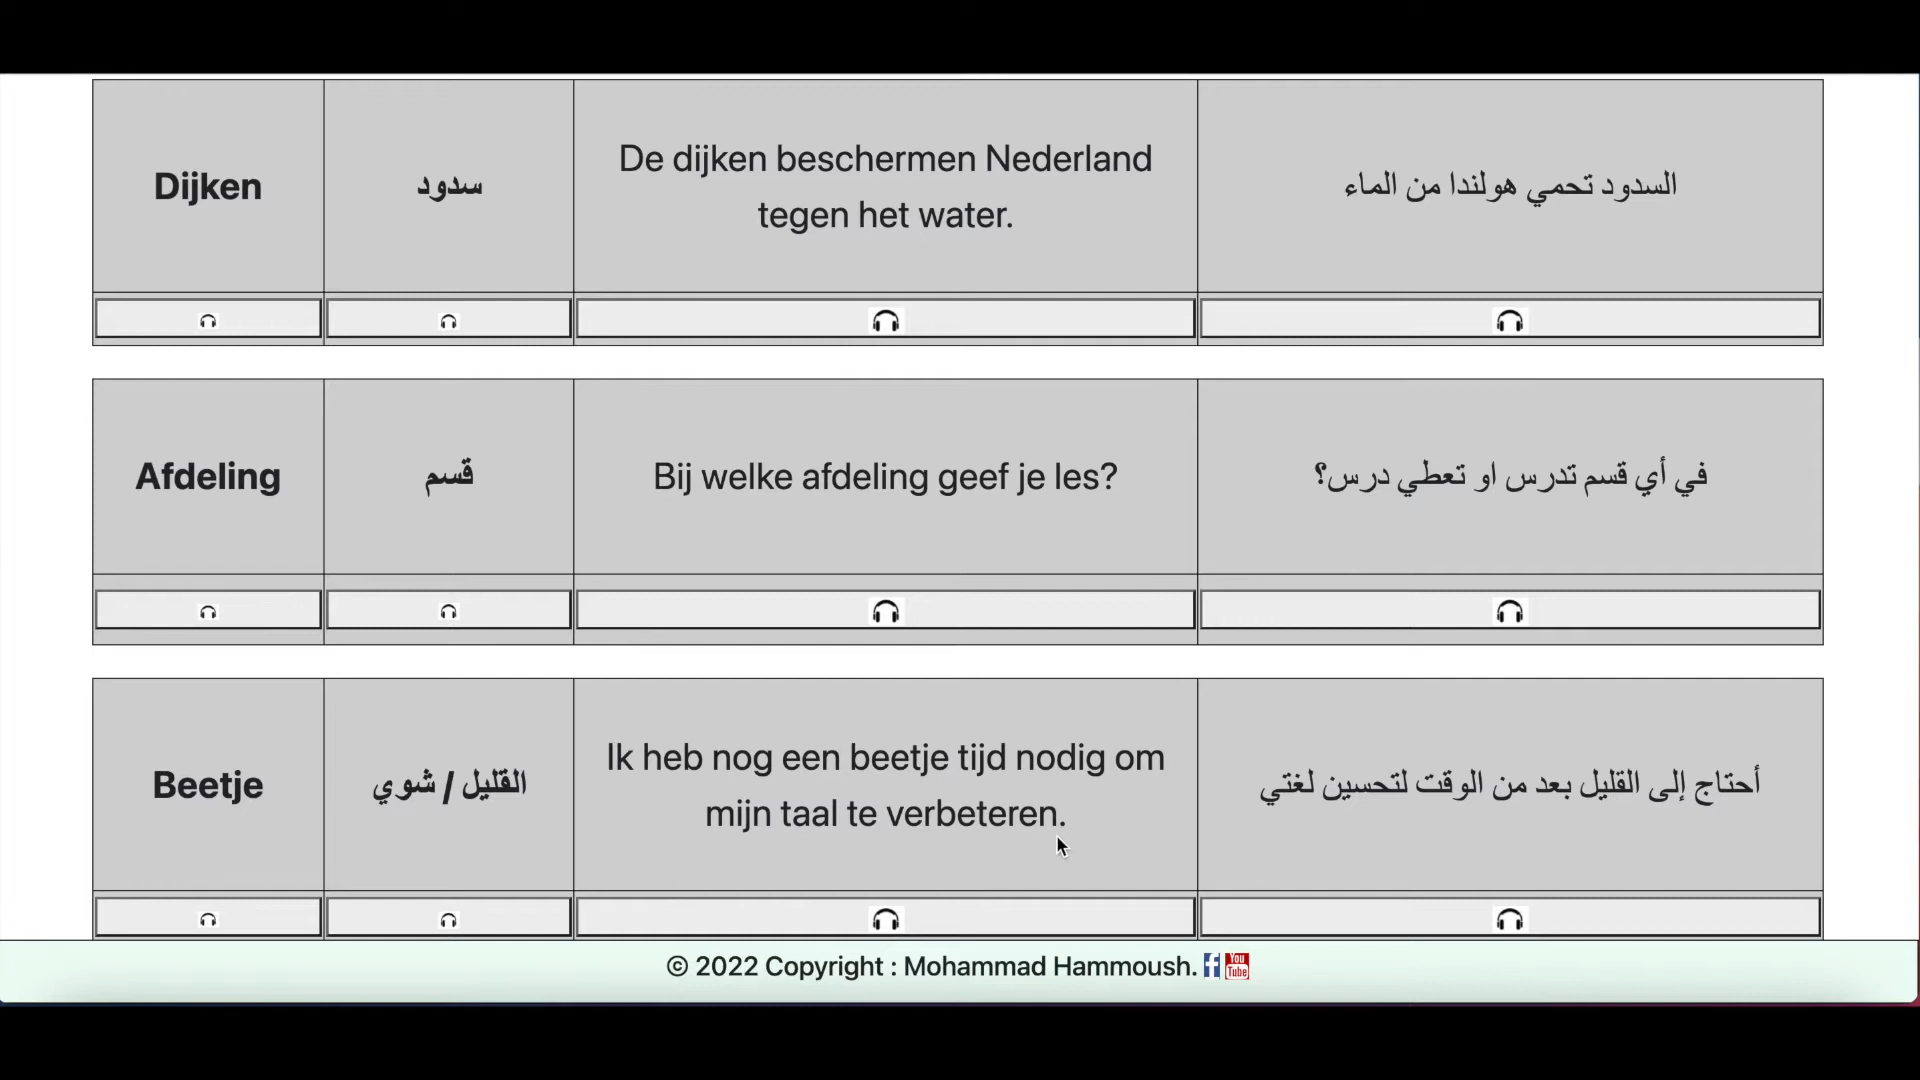 Dijken
سدود
De dijken beschermen Nederland
tegen het water.
السدود تحمي هولندا من الماء
Afdeling
قسم
Bij welke afdeling geef je les?
في أي قسم تدرس او تعطي درس؟
Beetje
القليل / شوي
Ik heb nog een beetje tijd nodig om
mijn taal te verbeteren.
أحتاج إلى القليل بعد من الوقت لتحسين لغتي
© 2022 Copyright : Mohammad Hammoush. f You Tube